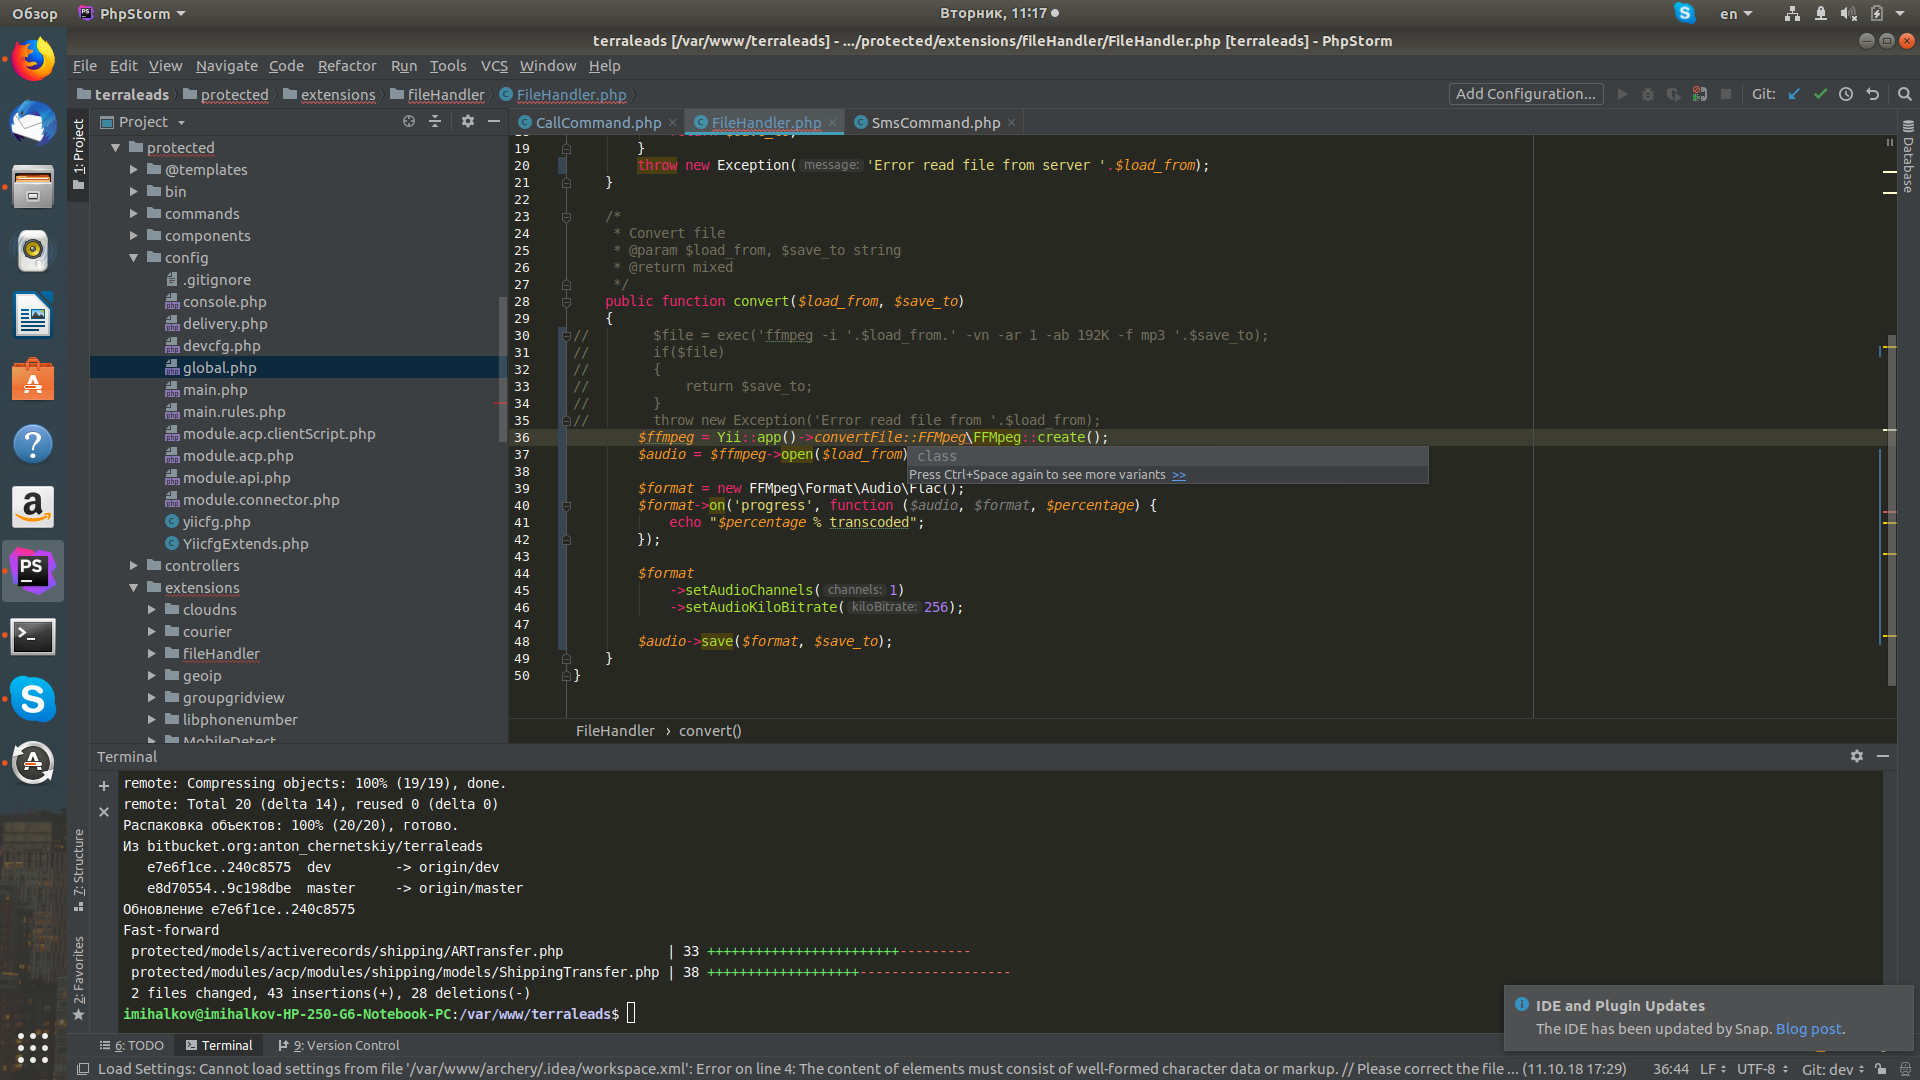 Обзор
PhpStorm
Вторник, 11:17
en
terraleads [/var/www/terraleads] - .../protected/extensions/fileHandler/FileHandler.php [terraleads] - PhpStorm
File Edit View Navigate Code Refactor Run Tools VCS Window Help
terraleads protected extensions fileHandler FileHandler.php
Add Configuration...
Git:
1: Project
Project
CallCommand.php
FileHandler.php
SmsCommand.php
Database
protected
@templates
bin
commands
components
config
.gitignore
console.php
delivery.php
devcfg.php
global.php
main.php
main.rules.php
module.acp.clientScript.php
module.acp.php
module.api.php
module.connector.php
yiicfg.php
YiicfgExtends.php
controllers
extensions
cloudns
courier
fileHandler
geoip
groupgridview
libphonenumber
MobileDetect
19 }
20 throw new Exception( message: 'Error read file from server '.$load_from);
21 }
22
23 /*
24 * Convert file
25 * @param $load_from, $save_to string
26 * @return mixed
27 */
28 public function convert($load_from, $save_to)
29 {
30 // $file = exec('ffmpeg -i '.$load_from.' -vn -ar 1 -ab 192K -f mp3 '.$save_to);
31 // if($file)
32 // {
33 // return $save_to;
34 // }
35 // throw new Exception('Error read file from '.$load_from);
36 $ffmpeg = Yii::app()->convertFile::FFMpeg\FFMpeg::create();
37 $audio = $ffmpeg->open($load_from)
class
38
Press Ctrl+Space again to see more variants >>
39 $format = new FFMpeg\Format\Audio\Flac();
40 $format->on('progress', function ($audio, $format, $percentage) {
41 echo "$percentage % transcoded";
42 });
43
44 $format
45 ->setAudioChannels( channels: 1)
46 ->setAudioKiloBitrate( kiloBitrate: 256);
47
48 $audio->save($format, $save_to);
49 }
50 }
FileHandler › convert()
Terminal
remote: Compressing objects: 100% (19/19), done.
remote: Total 20 (delta 14), reused 0 (delta 0)
Распаковка объектов: 100% (20/20), готово.
Из bitbucket.org:anton_chernetskiy/terraleads
e7e6f1ce..240c8575 dev -> origin/dev
e8d70554..9c198dbe master -> origin/master
Обновление e7e6f1ce..240c8575
Fast-forward
protected/models/activerecords/shipping/ARTransfer.php | 33 ++++++++++++++++++++++++---------
protected/modules/acp/modules/shipping/models/ShippingTransfer.php | 38 +++++++++++++++++++-------------------
2 files changed, 43 insertions(+), 28 deletions(-)
imihalkov@imihalkov-HP-250-G6-Notebook-PC:/var/www/terraleads$
7: Structure
2: Favorites
IDE and Plugin Updates
The IDE has been updated by Snap. Blog post.
6: TODO
Terminal
9: Version Control
Load Settings: Cannot load settings from file '/var/www/archery/.idea/workspace.xml': Error on line 4: The content of elements must consist of well-formed character data or markup. // Please correct the file ... (11.10.18 17:29)
36:44 LF UTF-8 Git: dev